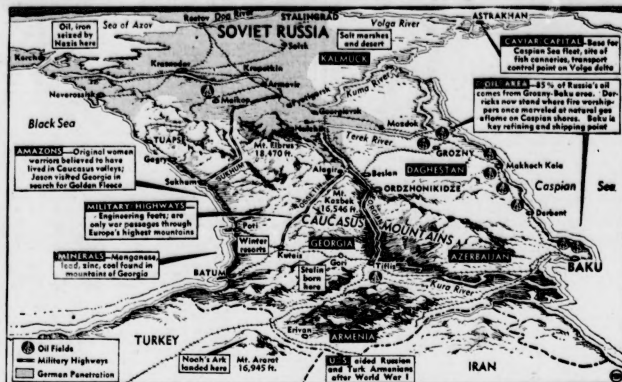 Oil, iron
seized by
Nazis here
Sea of Azov
Rostov
Don River
STALINGRAD
SOVIET RUSSIA
Salsk
Salt marshes
and desert
Volga River
ASTRAKHAN
CAVIAR CAPITAL—Base for
Caspian Sea fleet, site of
fish canneries, transport
control point on Volga delta
KALMUCK
Kuma River
Kerch
Krasnodar
Kropotkin
Armavir
Novorossisk
Maikop
Georgievsk
OIL AREA—85% of Russia's oil
comes from Grozny-Baku area. Der-
ricks now stand where fire worship-
pers once marveled at natural gas
aflame on Caspian shores. Baku is
key refining and shipping point
Black Sea
TUAPSE
Mt. Elbrus
18,470 ft.
Mozdok
Terek River
GROZNY
Makhach Kala
AMAZONS—Original women
warriors believed to have
lived in Caucasus valleys;
Jason visited Georgia in
search for Golden Fleece
Gagry
Sukhum
Alagir
Beslan
ORDZHONIKIDZE
DAGHESTAN
Caspian
Sea
Derbent
Mt.
Kazbek
16,546 ft.
MILITARY HIGHWAYS
- Engineering feats; are
only war passages through
Europe's highest mountains
CAUCASUS
MOUNTAINS
Poti
Winter
resorts
GEORGIA
MINERALS—Manganese,
lead, zinc, coal found in
mountains of Georgia
Kutais
Gori
AZERBAIJAN
BAKU
BATUM
Stalin
born
here
Tiflis
Kura River
TURKEY
Erivan
ARMENIA
Oil Fields
Military Highways
German Penetration
Noah's Ark
landed here
Mt. Ararat
16,945 ft.
U.S. aided Russian
and Turk Armenians
after World War I
IRAN